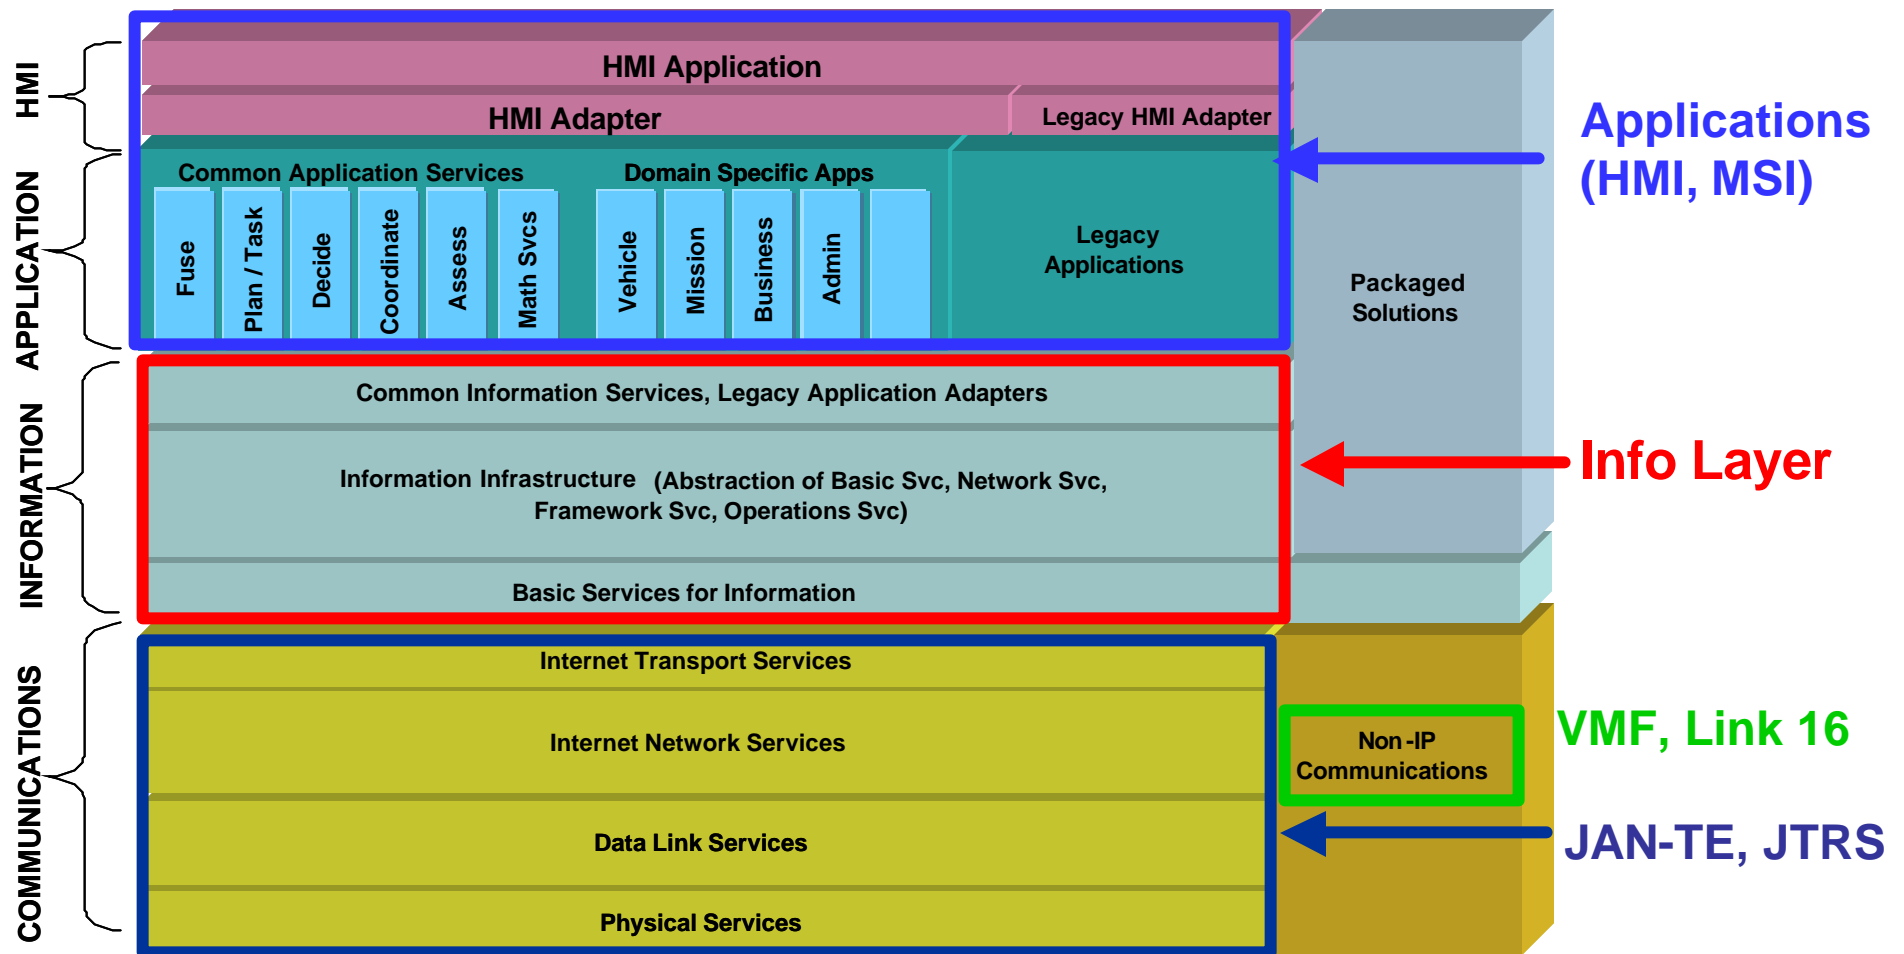 HMI
APPLICATION
INFORMATION
COMMUNICATIONS
HMI Application
HMI Adapter
Legacy HMI Adapter
Common Application Services
Domain Specific Apps
Fuse
Plan / Task
Decide
Coordinate
Assess
Math Svcs
Vehicle
Mission
Business
Admin
Legacy
Applications
Packaged
Solutions
Common Information Services, Legacy Application Adapters
Information Infrastructure (Abstraction of Basic Svc, Network Svc,
Framework Svc, Operations Svc)
Basic Services for Information
Internet Transport Services
Internet Network Services
Data Link Services
Physical Services
Non-IP
Communications
Applications
(HMI, MSI)
Info Layer
VMF, Link 16
JAN-TE, JTRS